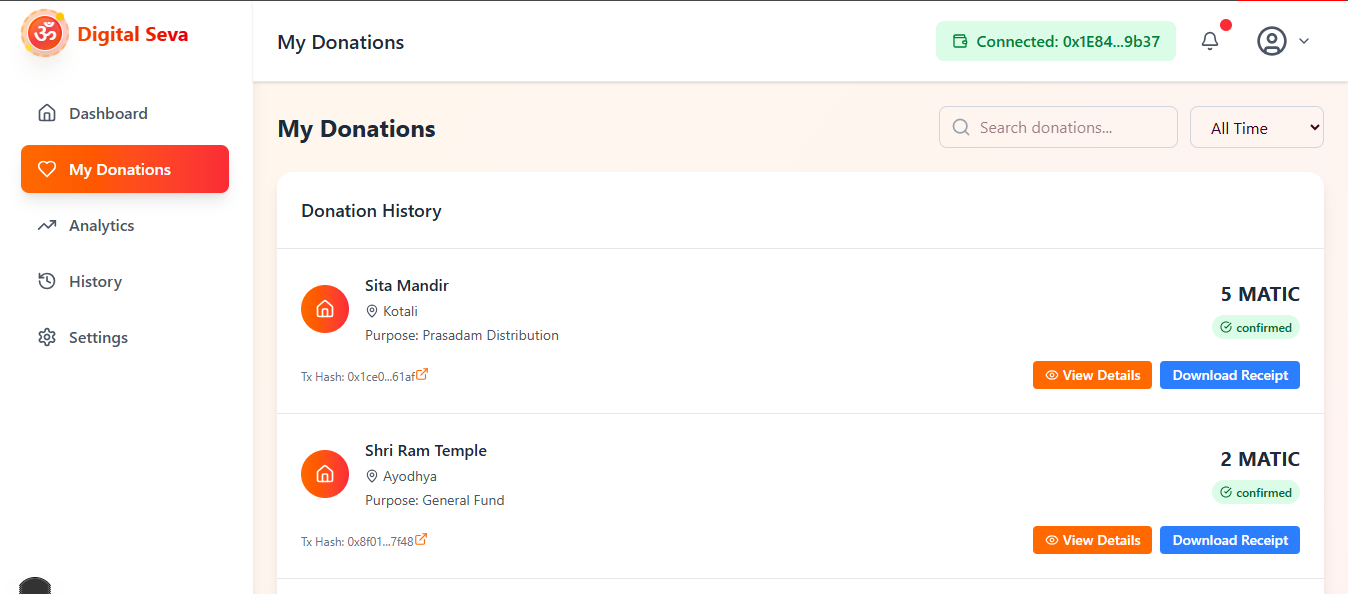 ॐ Digital Seva
My Donations
Connected: 0x1E84...9b37
Dashboard
My Donations
Analytics
History
Settings
My Donations
Search donations...
All Time
Donation History
Sita Mandir
Kotali
Purpose: Prasadam Distribution
5 MATIC
confirmed
Tx Hash: 0x1ce0...61af
View Details
Download Receipt
Shri Ram Temple
Ayodhya
Purpose: General Fund
2 MATIC
confirmed
Tx Hash: 0x8f01...7f48
View Details
Download Receipt